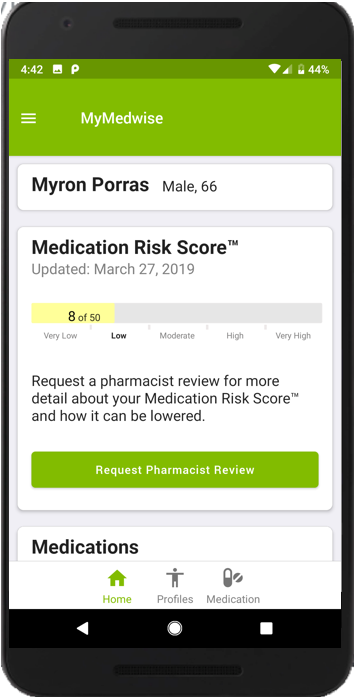 4:42 44%
MyMedwise
Myron Porras Male, 66
Medication Risk Score™
Updated: March 27, 2019
8 of 50
Very Low Low Moderate High Very High
Request a pharmacist review for more
detail about your Medication Risk Score™
and how it can be lowered.
Request Pharmacist Review
Medications
Home Profiles Medication